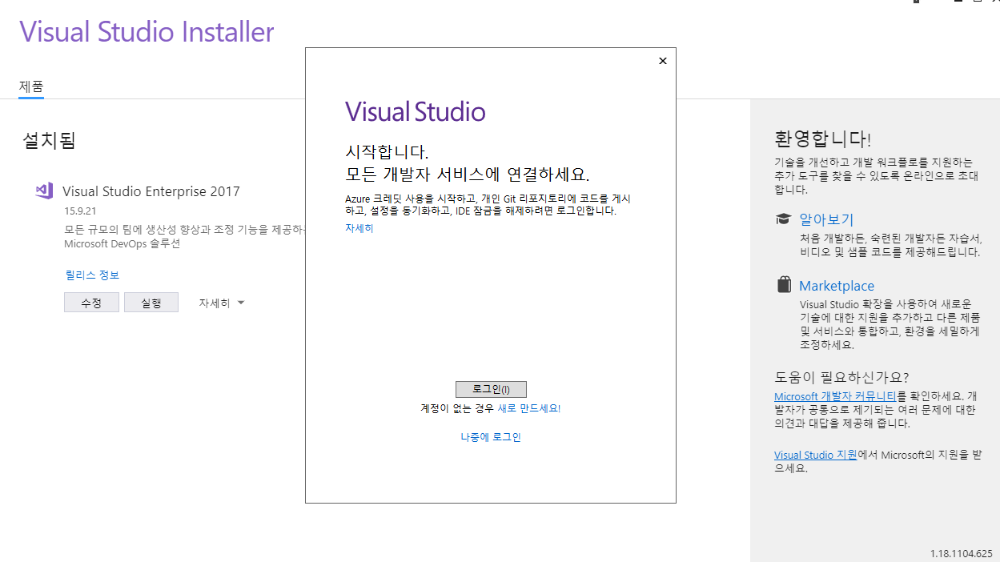 Visual Studio Installer
제품
설치됨
Visual Studio Enterprise 2017
15.9.21
모든 규모의 팀에 생산성 향상과 조정 기능을 제공하는
Microsoft DevOps 솔루션
릴리스 정보
수정
실행
자세히
Visual Studio
시작합니다.
모든 개발자 서비스에 연결하세요.
Azure 크레딧 사용을 시작하고, 개인 Git 리포지토리에 코드를 게시
하고, 설정을 동기화하고, IDE 잠금을 해제하려면 로그인합니다.
자세히
로그인(I)
계정이 없는 경우 새로 만드세요!
나중에 로그인
환영합니다!
기술을 개선하고 개발 워크플로를 지원하는
추가 도구를 찾을 수 있도록 온라인으로 초대
합니다.
알아보기
처음 개발하든, 숙련된 개발자든 자습서,
비디오 및 샘플 코드를 제공해드립니다.
Marketplace
Visual Studio 확장을 사용하여 새로운
기술에 대한 지원을 추가하고 다른 제품
및 서비스와 통합하고, 환경을 세밀하게
조정하세요.
도움이 필요하신가요?
Microsoft 개발자 커뮤니티를 확인하세요. 개
발자가 공통으로 제기되는 여러 문제에 대한
의견과 대답을 제공해 줍니다.
Visual Studio 지원에서 Microsoft의 지원을 받
으세요.
1.18.1104.625